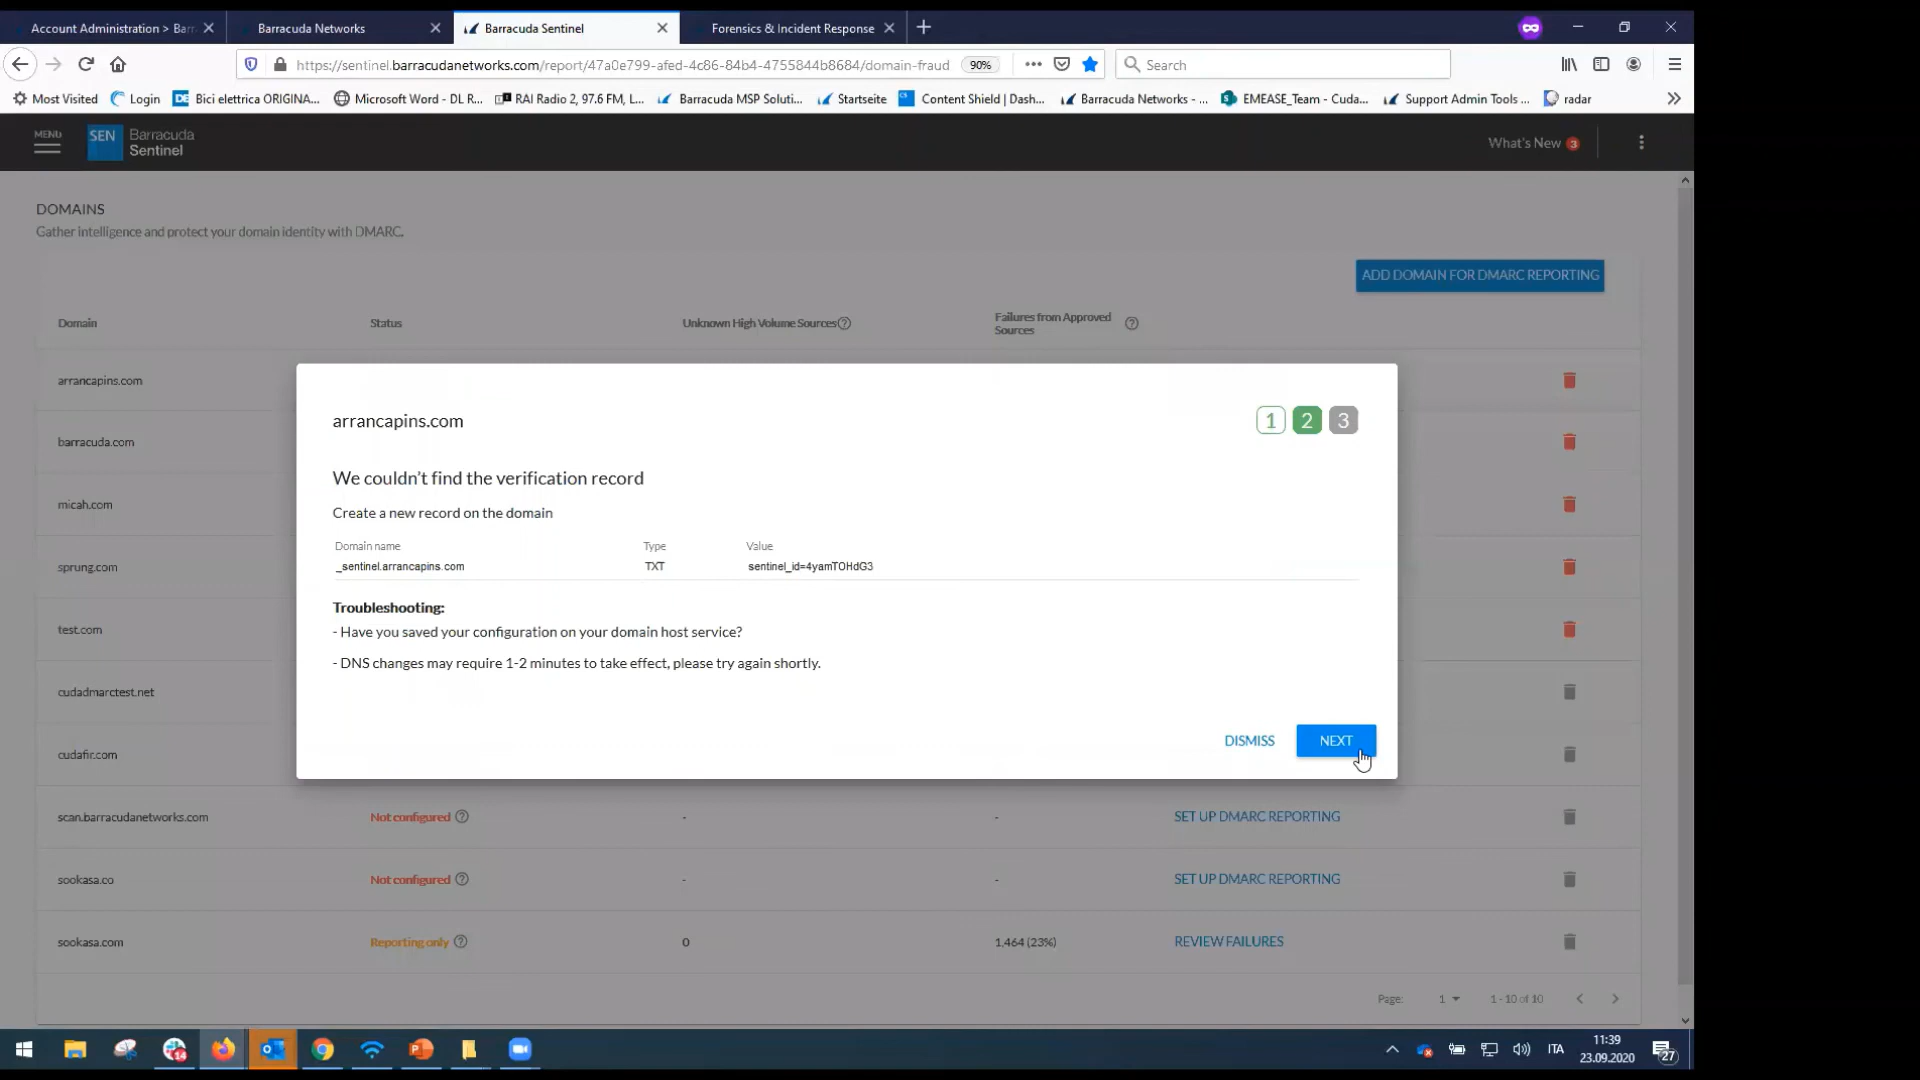 Account Administration > Barr
Barracuda Networks
Barracuda Sentinel
Forensics & Incident Response
https://sentinel.barracudanetworks.com/report/47a0e799-afed-4c86-84b4-4755844b8684/domain-fraud
90%
Search
Most Visited
Login
DE
Bici elettrica ORIGINA...
Microsoft Word - DL R...
RAI Radio 2, 97.6 FM, L...
Barracuda MSP Soluti...
Startseite
CS
Content Shield | Dash...
Barracuda Networks - ...
EMEASE_Team - Cuda...
Support Admin Tools ...
radar
MENU
SEN
Barracuda
Sentinel
What's New 3
DOMAINS
Gather intelligence and protect your domain identity with DMARC.
ADD DOMAIN FOR DMARC REPORTING
Domain
Status
Unknown High Volume Sources
Failures from Approved
Sources
arrancapins.com
barracuda.com
micah.com
sprung.com
test.com
cudadmarctest.net
cudafir.com
arrancapins.com
1 2 3
We couldn't find the verification record
Create a new record on the domain
Domain name Type Value
_sentinel.arrancapins.com TXT sentinel_id=4yamTOHdG3
Troubleshooting:
- Have you saved your configuration on your domain host service?
- DNS changes may require 1-2 minutes to take effect, please try again shortly.
DISMISS NEXT
scan.barracudanetworks.com Not configured - - SET UP DMARC REPORTING
sookasa.co Not configured - - SET UP DMARC REPORTING
sookasa.com Reporting only 0 1,464 (23%) REVIEW FAILURES
Page: 1 1 - 10 of 10
14
ITA
11:39
23.09.2020
27